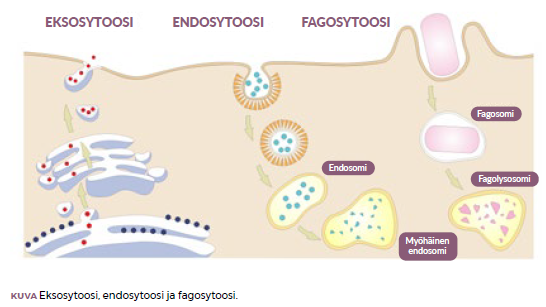 EKSOSYTOOSI
ENDOSYTOOSI
FAGOSYTOOSI
Fagosomi
Endosomi
Fagolysosomi
Myöhäinen
endosomi
KUVA Eksosytoosi, endosytoosi ja fagosytoosi.